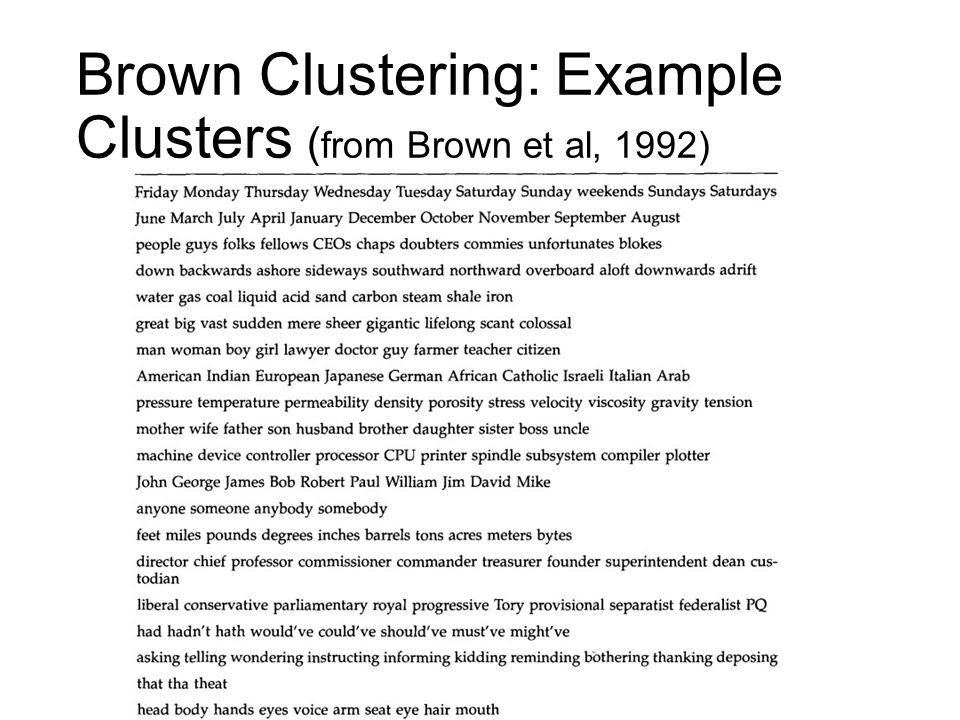 Brown Clustering: Example
Clusters (from Brown et al, 1992)
Friday Monday Thursday Wednesday Tuesday Saturday Sunday weekends Sundays Saturdays
June March July April January December October November September August
people guys folks fellows CEOs chaps doubters commies unfortunates blokes
down backwards ashore sideways southward northward overboard aloft downwards adrift
water gas coal liquid acid sand carbon steam shale iron
great big vast sudden mere sheer gigantic lifelong scant colossal
man woman boy girl lawyer doctor guy farmer teacher citizen
American Indian European Japanese German African Catholic Israeli Italian Arab
pressure temperature permeability density porosity stress velocity viscosity gravity tension
mother wife father son husband brother daughter sister boss uncle
machine device controller processor CPU printer spindle subsystem compiler plotter
John George James Bob Robert Paul William Jim David Mike
anyone someone anybody somebody
feet miles pounds degrees inches barrels tons acres meters bytes
director chief professor commissioner commander treasurer founder superintendent dean cus-
todian
liberal conservative parliamentary royal progressive Tory provisional separatist federalist PQ
had hadn't hath would've could've should've must've might've
asking telling wondering instructing informing kidding reminding bothering thanking deposing
that tha theat
head body hands eyes voice arm seat eye hair mouth